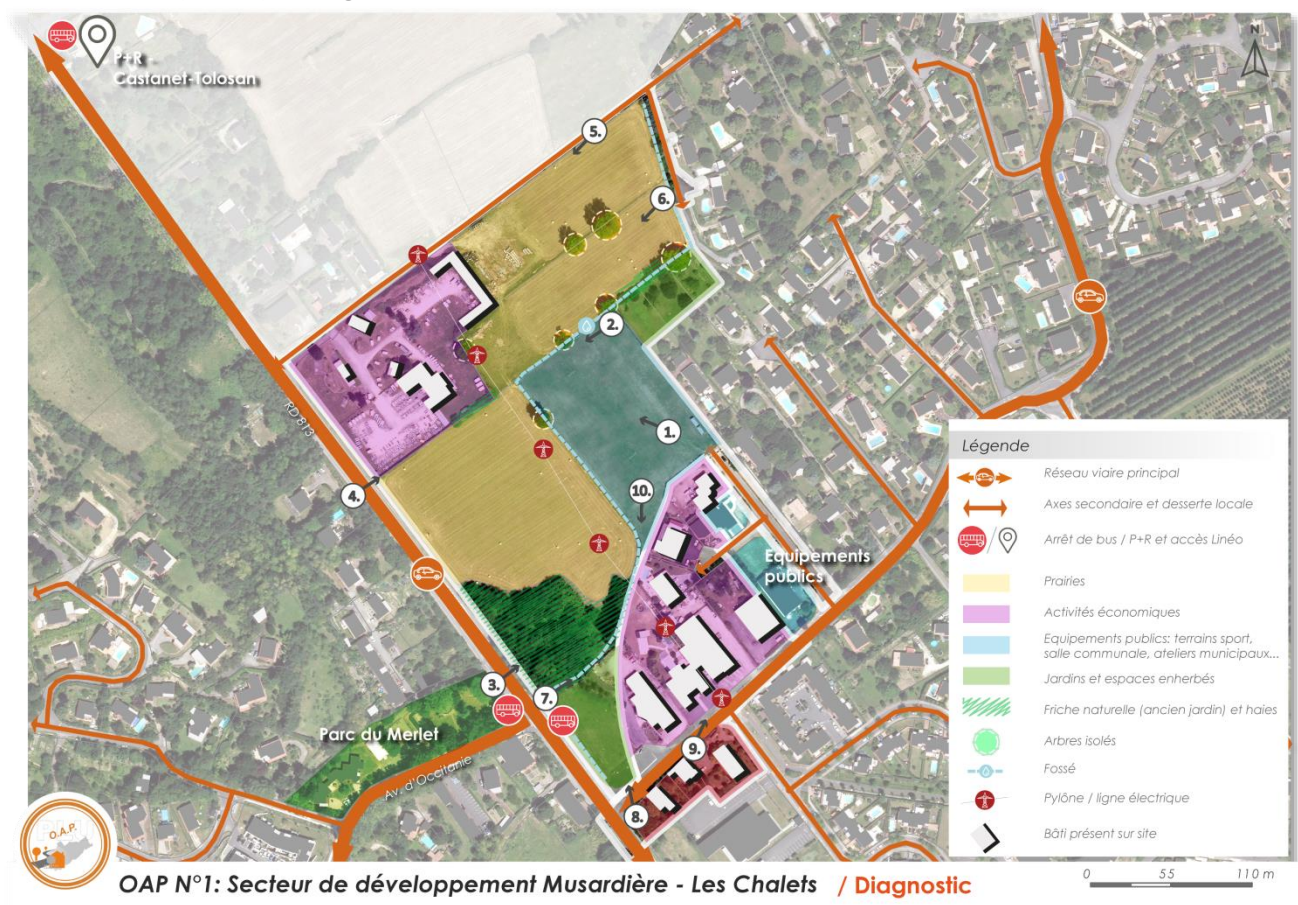 P+R -
Castanet-Tolosan
N
5.
6.
2.
1.
RD 813
4.
10.
Equipements
publics
3.
7.
Parc du Merlet
Av. d'Occitanie
9.
8.
Légende
Réseau viaire principal
Axes secondaire et desserte locale
Arrêt de bus / P+R et accès Linéo
Prairies
Activités économiques
Equipements publics: terrains sport,
salle communale, ateliers municipaux...
Jardins et espaces enherbés
Friche naturelle (ancien jardin) et haies
Arbres isolés
Fossé
Pylône / ligne électrique
Bâti présent sur site
O.A.P.
OAP N°1: Secteur de développement Musardière - Les Chalets / Diagnostic
0 55 110 m